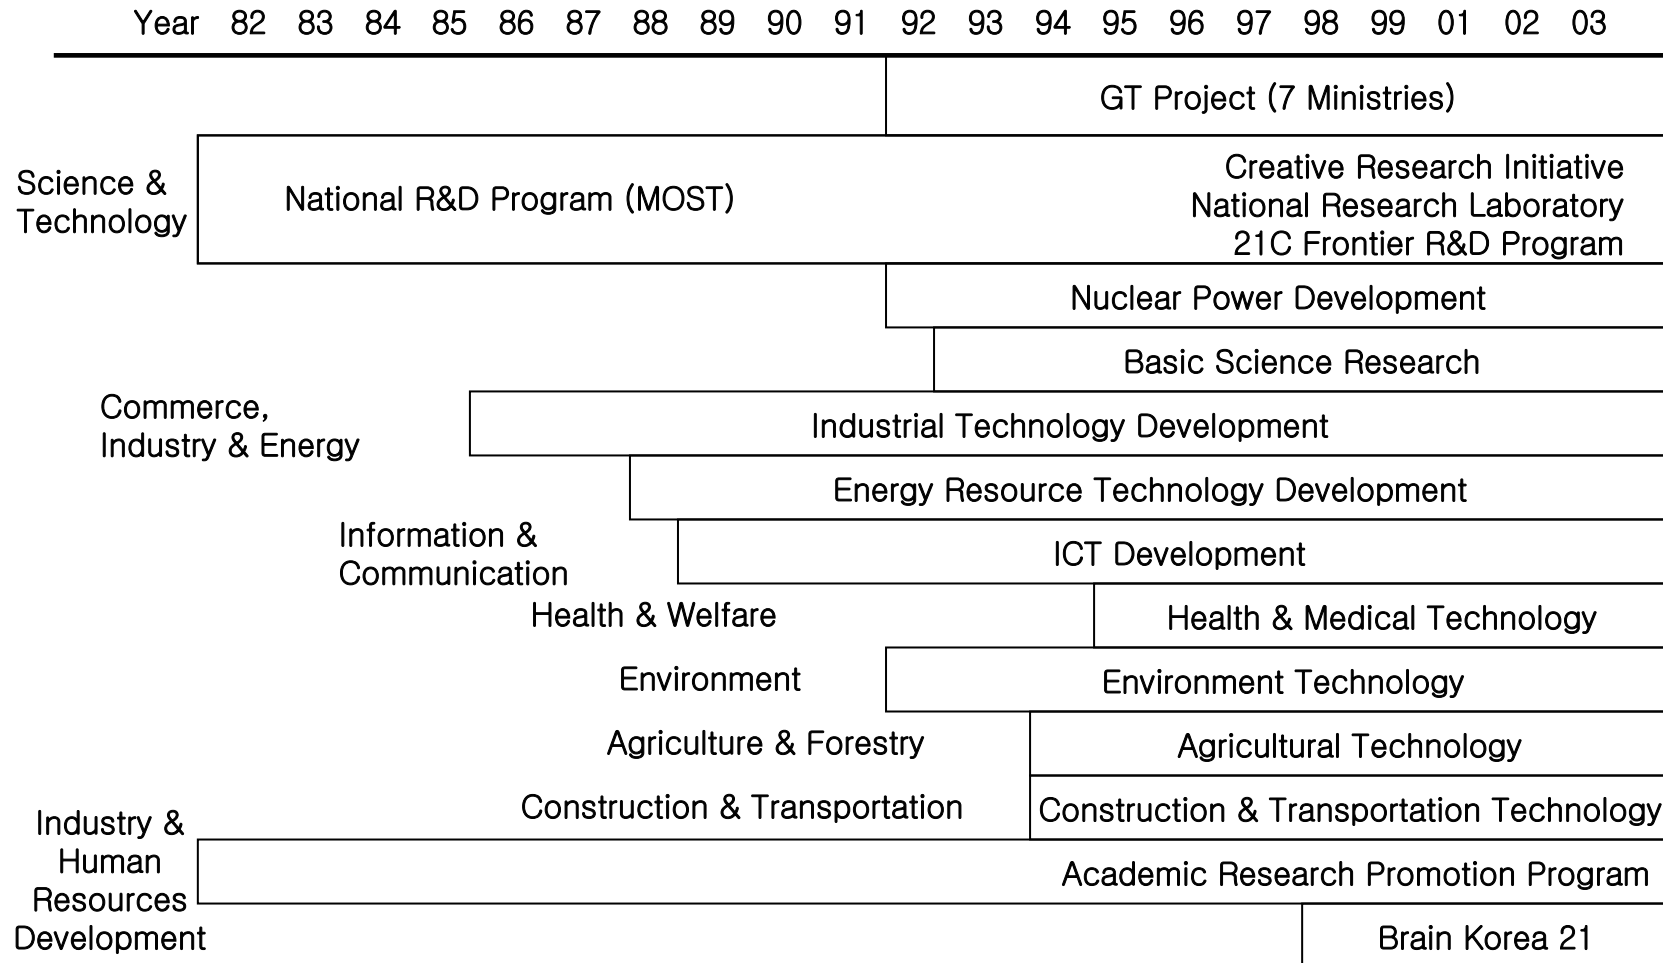 Year 82 83 84 85 86 87 88 89 90 91 92 93 94 95 96 97 98 99 01 02 03
GT Project (7 Ministries)
Science &
Technology
National R&D Program (MOST)
Creative Research Initiative
National Research Laboratory
21C Frontier R&D Program
Nuclear Power Development
Basic Science Research
Commerce,
Industry & Energy
Industrial Technology Development
Energy Resource Technology Development
Information &
Communication
ICT Development
Health & Welfare
Health & Medical Technology
Environment
Environment Technology
Agriculture & Forestry
Agricultural Technology
Construction & Transportation
Construction & Transportation Technology
Industry &
Human
Resources
Development
Academic Research Promotion Program
Brain Korea 21